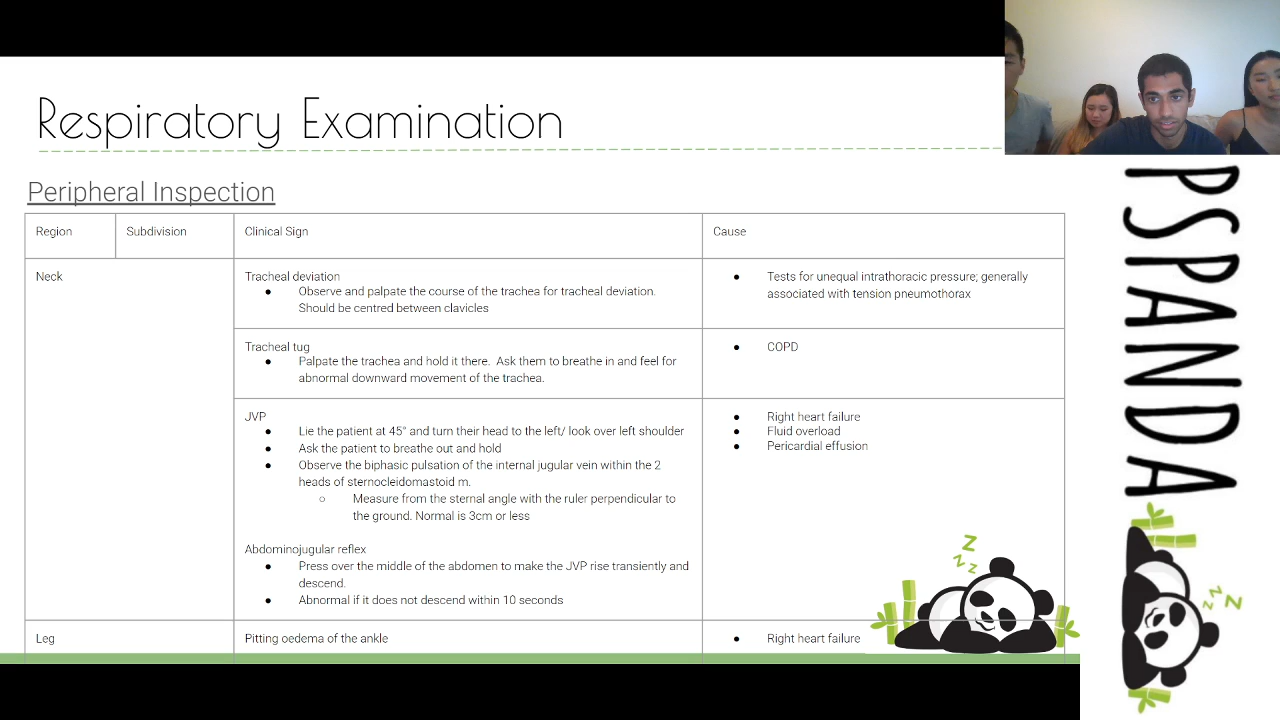 Respiratory Examination
Peripheral Inspection
Region Subdivision Clinical Sign Cause
Neck
Tracheal deviation
● Observe and palpate the course of the trachea for tracheal deviation.
Should be centred between clavicles
● Tests for unequal intrathoracic pressure; generally
associated with tension pneumothorax
Tracheal tug
● Palpate the trachea and hold it there. Ask them to breathe in and feel for
abnormal downward movement of the trachea.
● COPD
JVP
● Lie the patient at 45° and turn their head to the left/ look over left shoulder
● Ask the patient to breathe out and hold
● Observe the biphasic pulsation of the internal jugular vein within the 2
heads of sternocleidomastoid m.
○ Measure from the sternal angle with the ruler perpendicular to
the ground. Normal is 3cm or less
Abdominojugular reflex
● Press over the middle of the abdomen to make the JVP rise transiently and
descend.
● Abnormal if it does not descend within 10 seconds
● Right heart failure
● Fluid overload
● Pericardial effusion
Leg
Pitting oedema of the ankle
● Right heart failure
Z Z Z
PSPANDA
Z Z Z